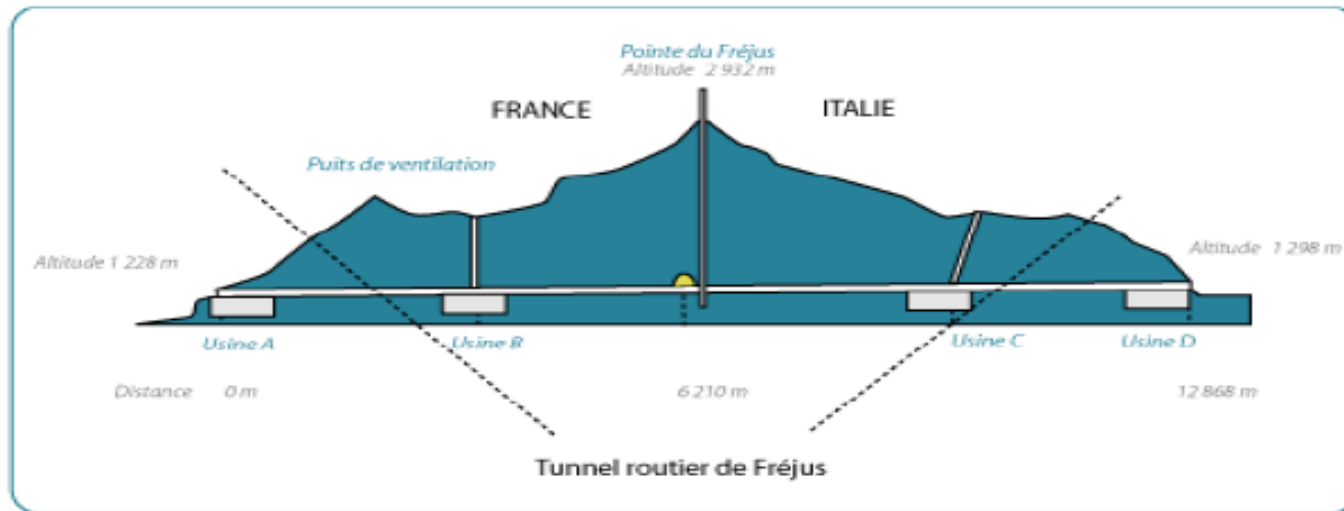 Pointe du Fréjus
Altitude 2 932 m
FRANCE
ITALIE
Puits de ventilation
Altitude 1 228 m
Altitude 1 298 m
Usine A
Usine B
Usine C
Usine D
Distance
0 m
6 210 m
12 868 m
Tunnel routier de Fréjus